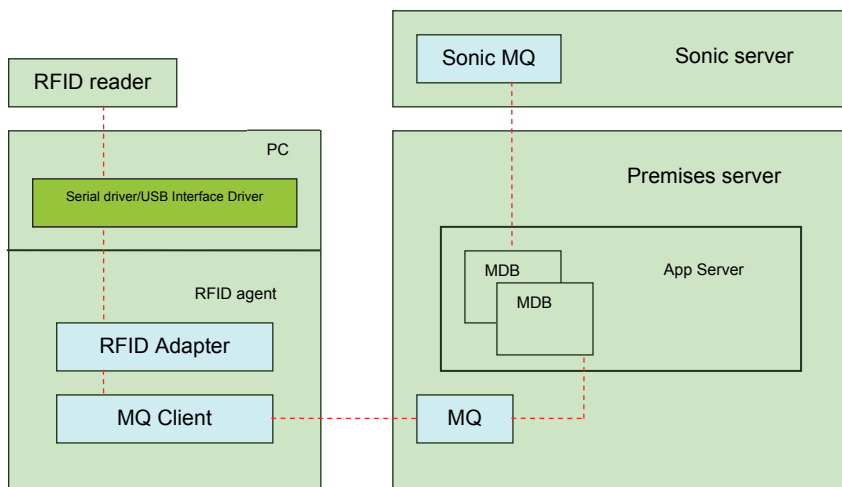 RFID reader
PC
Serial driver/USB Interface Driver
RFID agent
RFID Adapter
MQ Client
Sonic MQ
Sonic server
Premises server
App Server
MDB
MDB
MQ